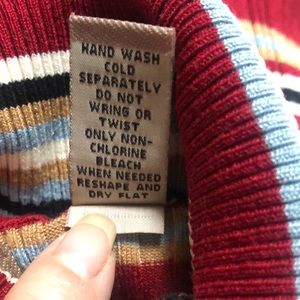 HAND WASH
COLD
SEPARATELY
DO NOT
WRING OR
TWIST
ONLY NON-
CHLORINE
BLEACH
WHEN NEEDED
RESHAPE AND
DRY FLAT